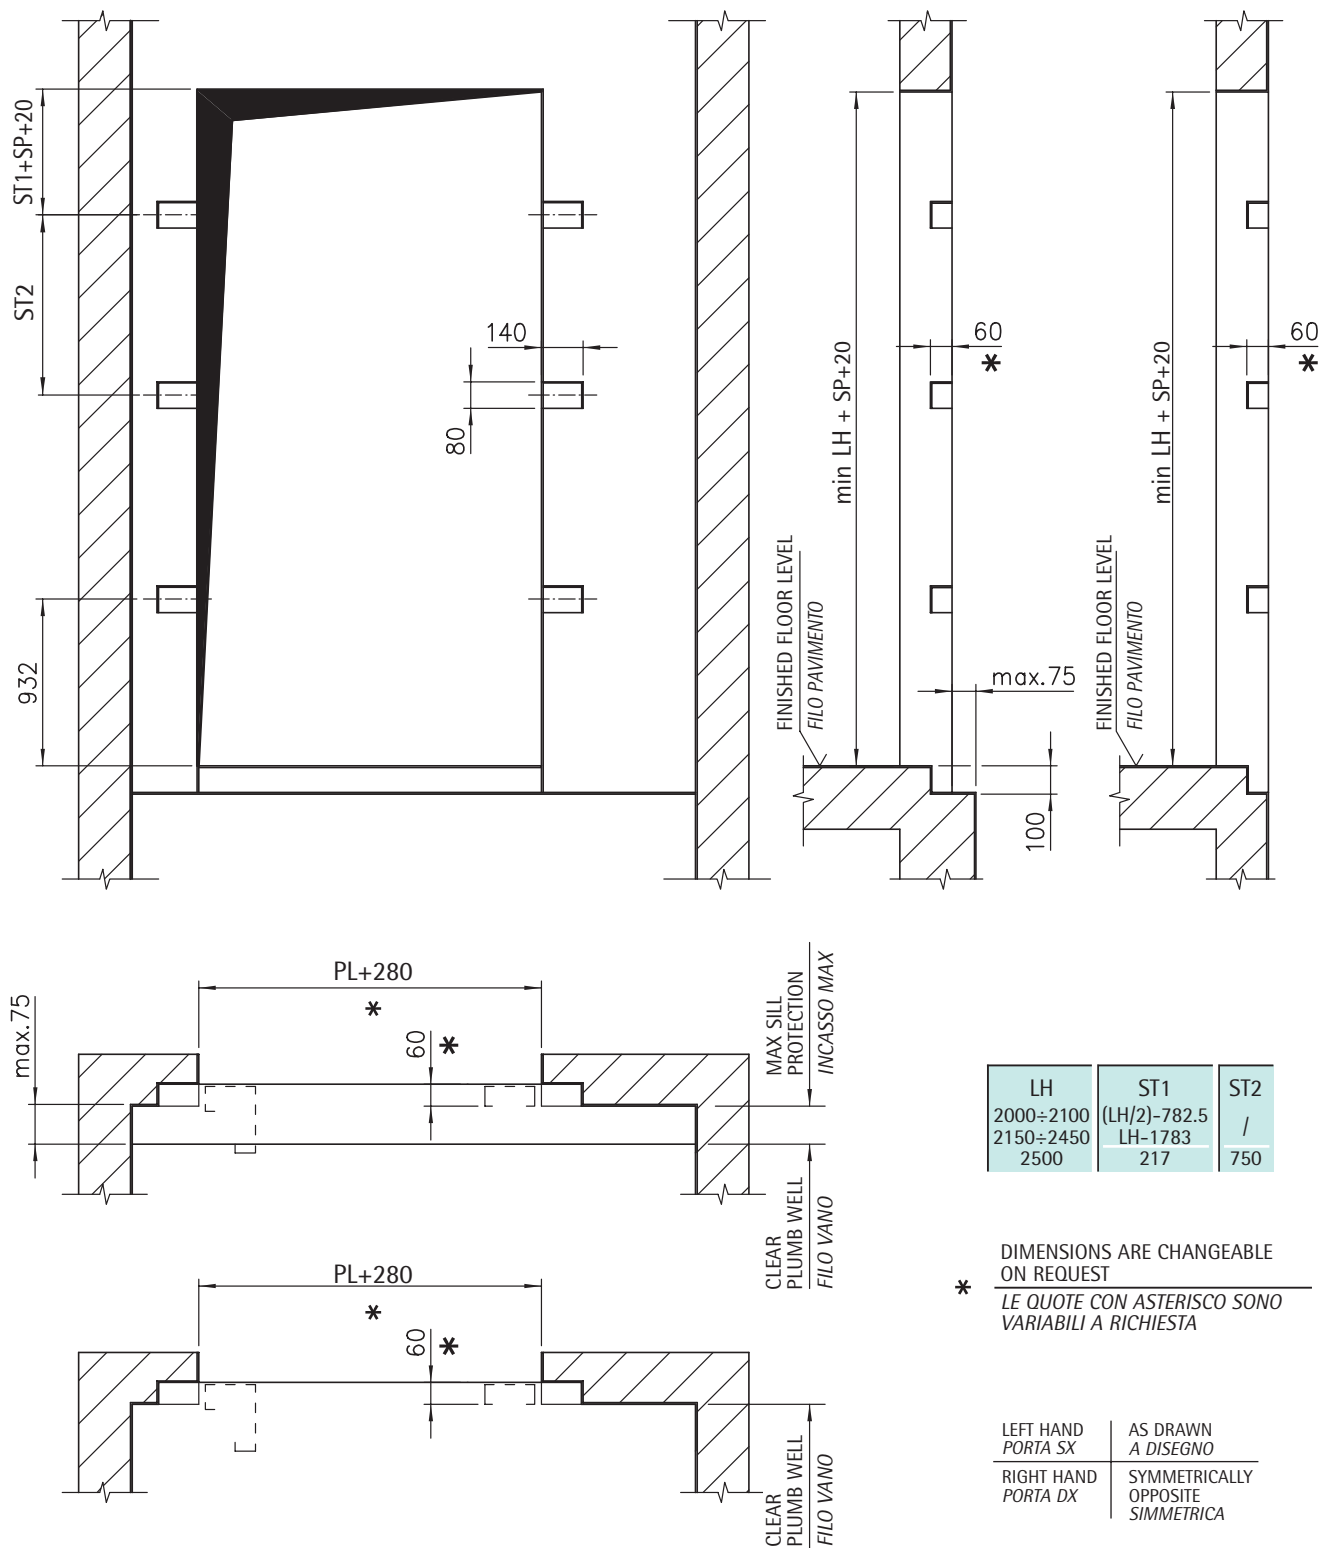 ST1+SP+20
ST2
932
140
80
min LH + SP+20
60
*
FINISHED FLOOR LEVEL
FILO PAVIMENTO
max.75
100
min LH + SP+20
60
*
FINISHED FLOOR LEVEL
FILO PAVIMENTO
PL+280
*
max.75
60
*
MAX SILL
PROTECTION
INCASSO MAX
CLEAR
PLUMB WELL
FILO VANO
PL+280
*
60
*
CLEAR
PLUMB WELL
FILO VANO
LH ST1 ST2
2000÷2100 (LH/2)-782.5 /
2150÷2450 LH-1783
2500 217 750
*
DIMENSIONS ARE CHANGEABLE
ON REQUEST
LE QUOTE CON ASTERISCO SONO
VARIABILI A RICHIESTA
LEFT HAND AS DRAWN
PORTA SX A DISEGNO
RIGHT HAND SYMMETRICALLY
PORTA DX OPPOSITE
SIMMETRICA